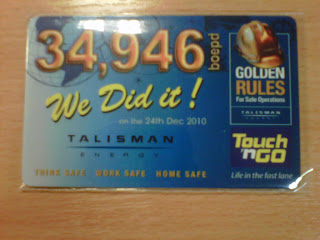 34,946 boepd
We Did it !
on the 24th Dec 2010
TALISMAN
ENERGY
THINK SAFE WORK SAFE HOME SAFE
GOLDEN
RULES
For Safe Operations
TALISMAN
ENERGY
Touch
'n GO
Life in the fast lane